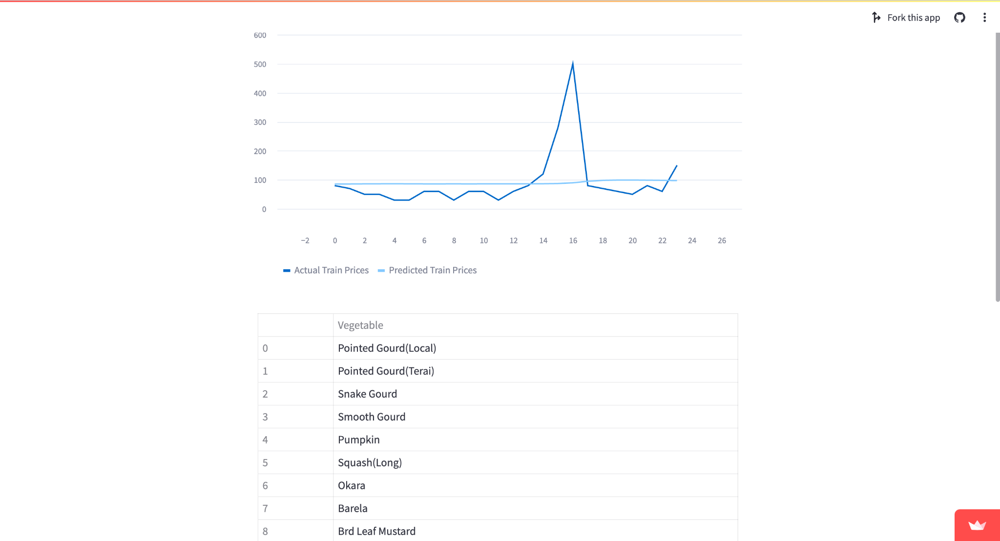 Fork this app
600
500
400
300
200
100
0
−2 0 2 4 6 8 10 12 14 16 18 20 22 24 26
Actual Train Prices Predicted Train Prices
Vegetable
0 Pointed Gourd(Local)
1 Pointed Gourd(Terai)
2 Snake Gourd
3 Smooth Gourd
4 Pumpkin
5 Squash(Long)
6 Okara
7 Barela
8 Brd Leaf Mustard